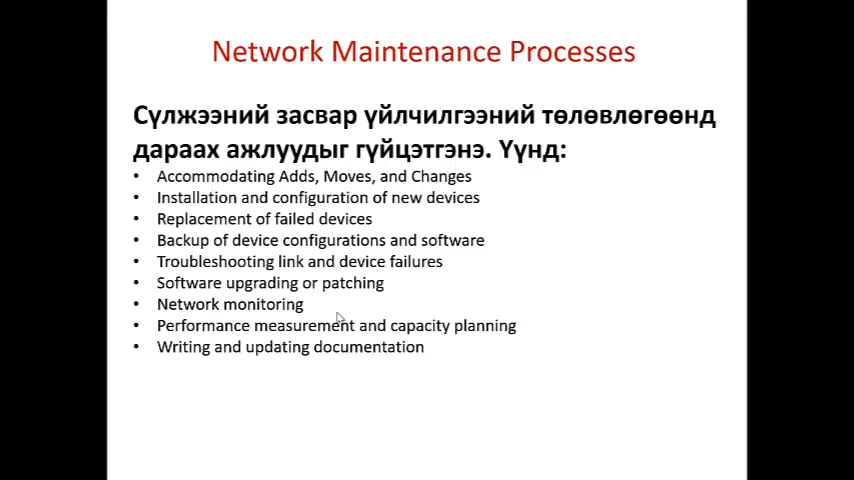 Network Maintenance Processes
Сүлжээний засвар үйлчилгээний төлөвлөгөөнд
дараах ажлуудыг гүйцэтгэнэ. Үүнд:
• Accommodating Adds, Moves, and Changes
• Installation and configuration of new devices
• Replacement of failed devices
• Backup of device configurations and software
• Troubleshooting link and device failures
• Software upgrading or patching
• Network monitoring
• Performance measurement and capacity planning
• Writing and updating documentation